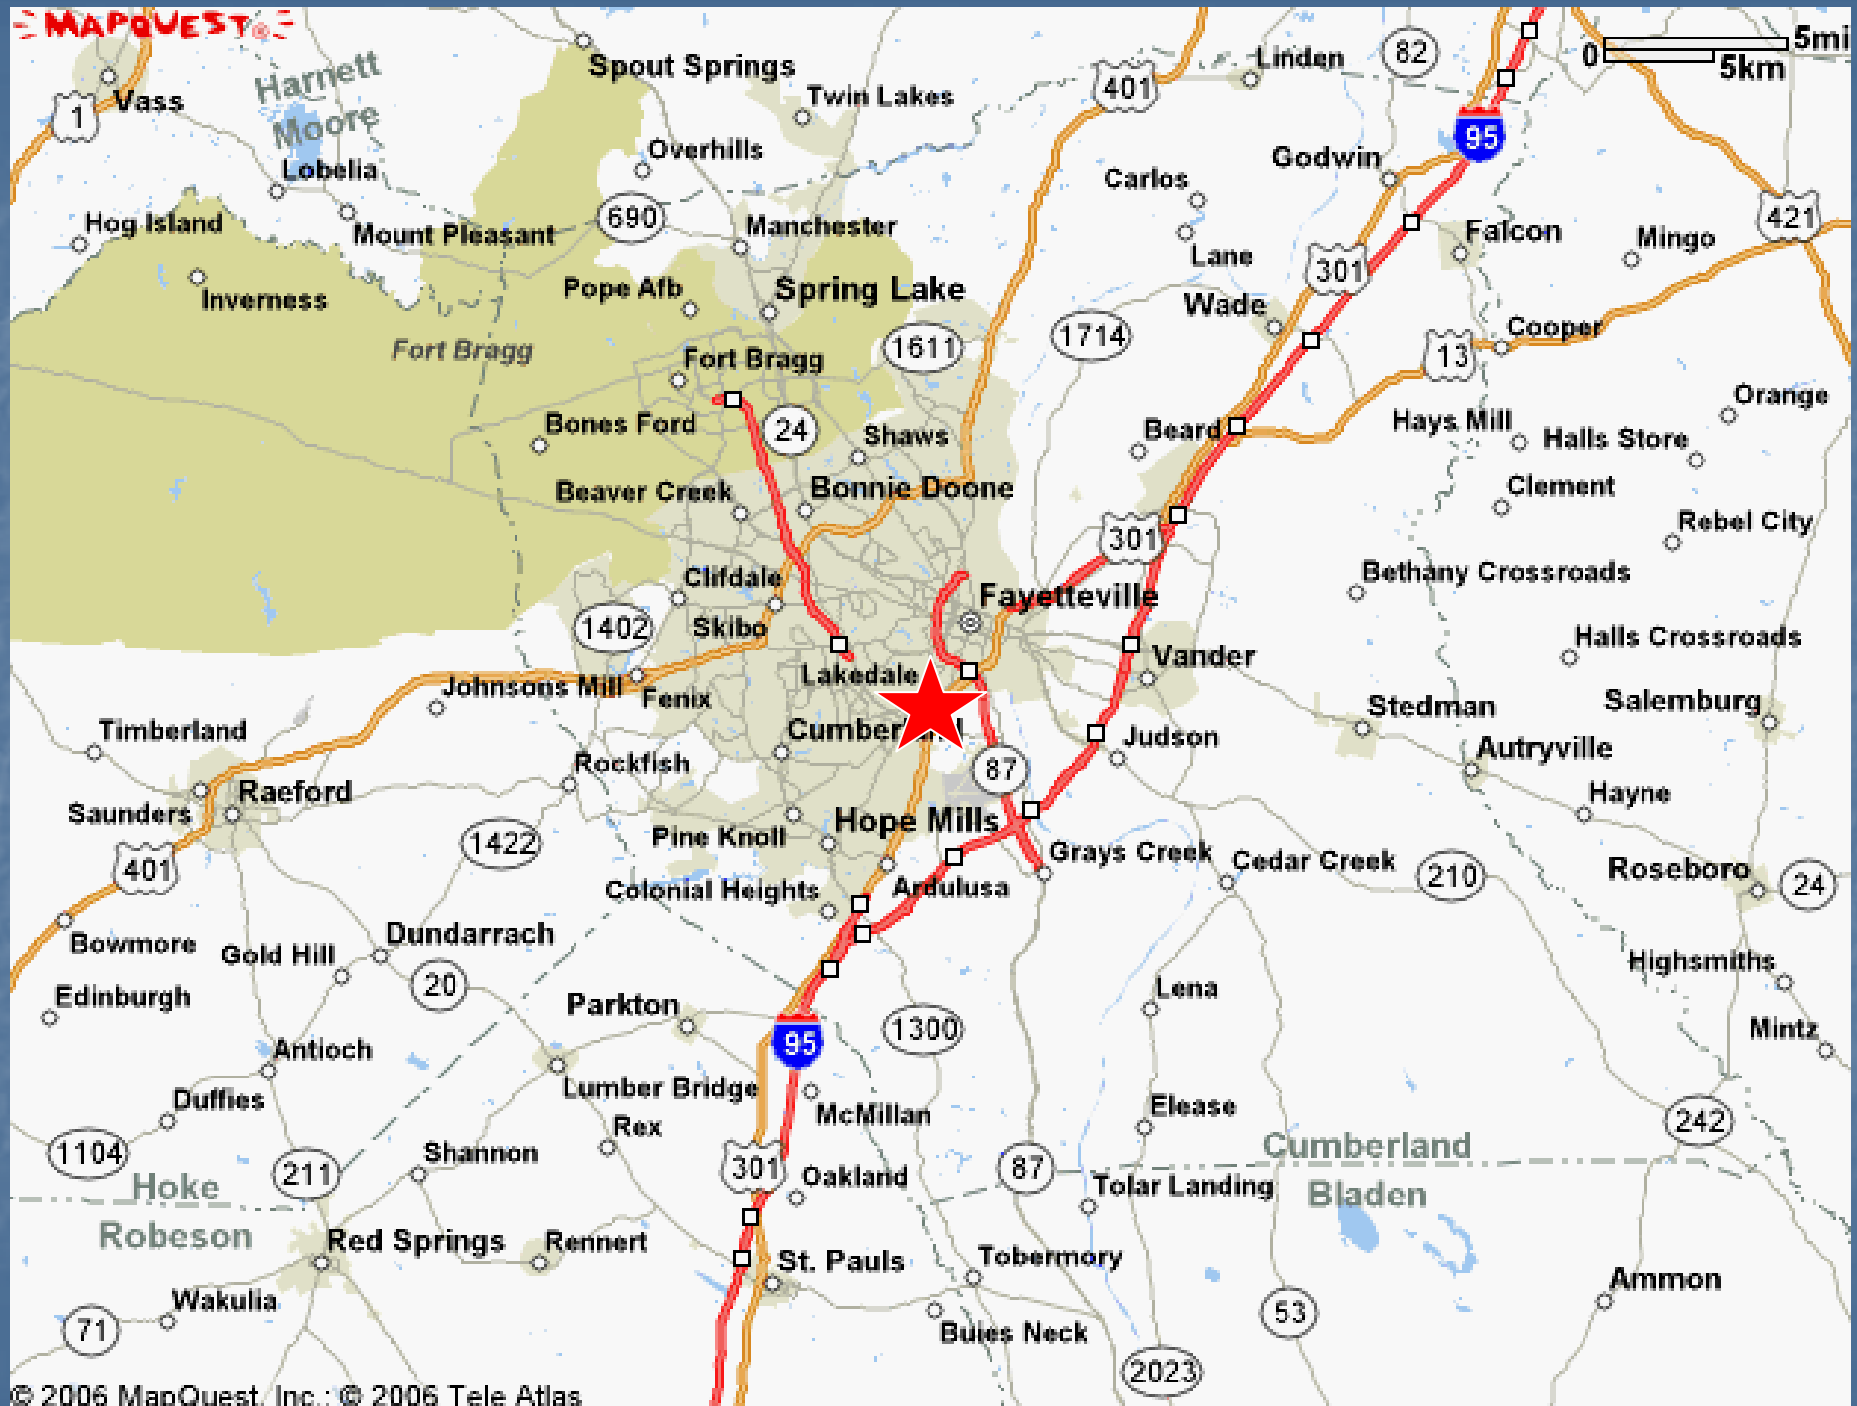 MAPQUEST®
0 5mi
5km
Linden
82
401
Harnett
Spout Springs
Vass
1
Moore
Twin Lakes
95
Overhills
Godwin
Lobelia
Carlos
690
421
Hog Island
Mount Pleasant
Manchester
Falcon
Mingo
Lane
301
Inverness
Pope Afb
Spring Lake
Wade
1611
1714
Cooper
13
Fort Bragg
Fort Bragg
Orange
24
Bones Ford
Shaws
Beard
Hays Mill
Halls Store
Beaver Creek
Bonnie Doone
Clement
Rebel City
301
Clifdale
Bethany Crossroads
Fayetteville
1402
Skibo
Halls Crossroads
Vander
Lakedale
Johnsons Mill
Fenix
Stedman
Salemburg
Timberland
Judson
Autryville
Rockfish
87
Raeford
Hayne
Saunders
Hope Mills
1422
Pine Knoll
Grays Creek
Cedar Creek
401
Colonial Heights
Ardulusa
210
Roseboro
24
Bowmore
Gold Hill
Dundarrach
Highsmiths
20
Edinburgh
Parkton
Lena
1300
Mintz
95
Antioch
Lumber Bridge
Duffies
McMillan
Elease
242
Rex
1104
Shannon
Cumberland
211
301
Oakland
87
Hoke
Tolar Landing
Bladen
Robeson
Red Springs
Rennert
St. Pauls
Tobermory
Ammon
Wakulia
71
Buies Neck
53
2023
© 2006 MapQuest, Inc.; © 2006 Tele Atlas